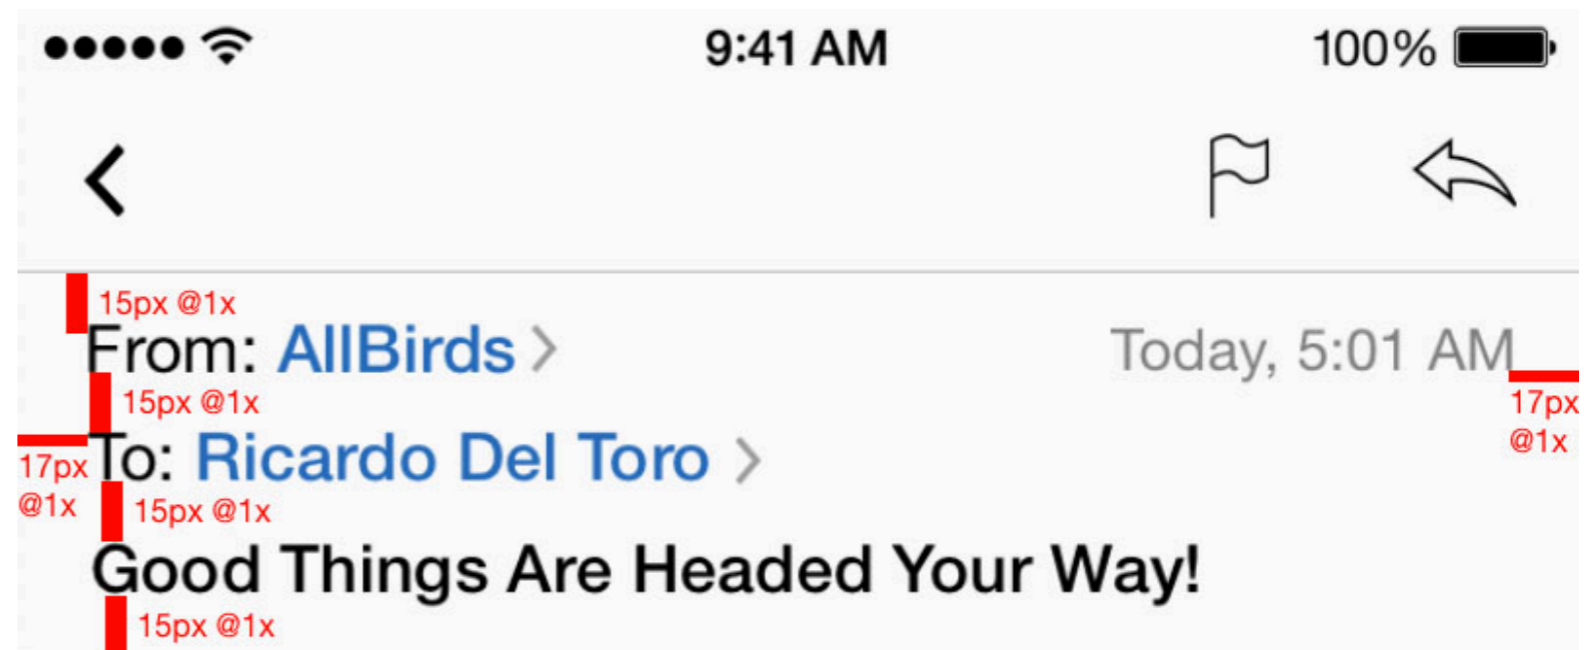 9:41 AM 100%
15px @1x
From: AllBirds Today, 5:01 AM
15px @1x 17px
@1x
To: Ricardo Del Toro
17px
@1x 15px @1x
Good Things Are Headed Your Way!
15px @1x